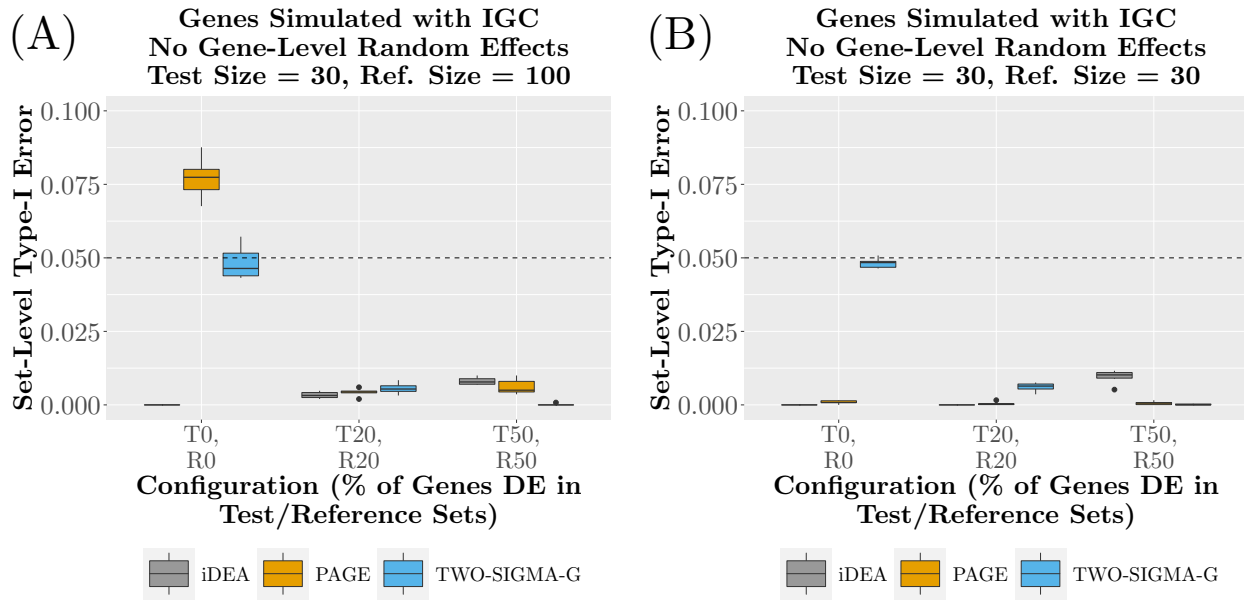 (A)
Genes Simulated with IGC
No Gene-Level Random Effects
Test Size = 30, Ref. Size = 100
Set-Level Type-I Error
0.100
0.075
0.050
0.025
0.000
T0,
R0
T20,
R20
T50,
R50
Configuration (% of Genes DE in
Test/Reference Sets)
iDEA
PAGE
TWO-SIGMA-G
(B)
Genes Simulated with IGC
No Gene-Level Random Effects
Test Size = 30, Ref. Size = 30
Set-Level Type-I Error
0.100
0.075
0.050
0.025
0.000
T0,
R0
T20,
R20
T50,
R50
Configuration (% of Genes DE in
Test/Reference Sets)
iDEA
PAGE
TWO-SIGMA-G